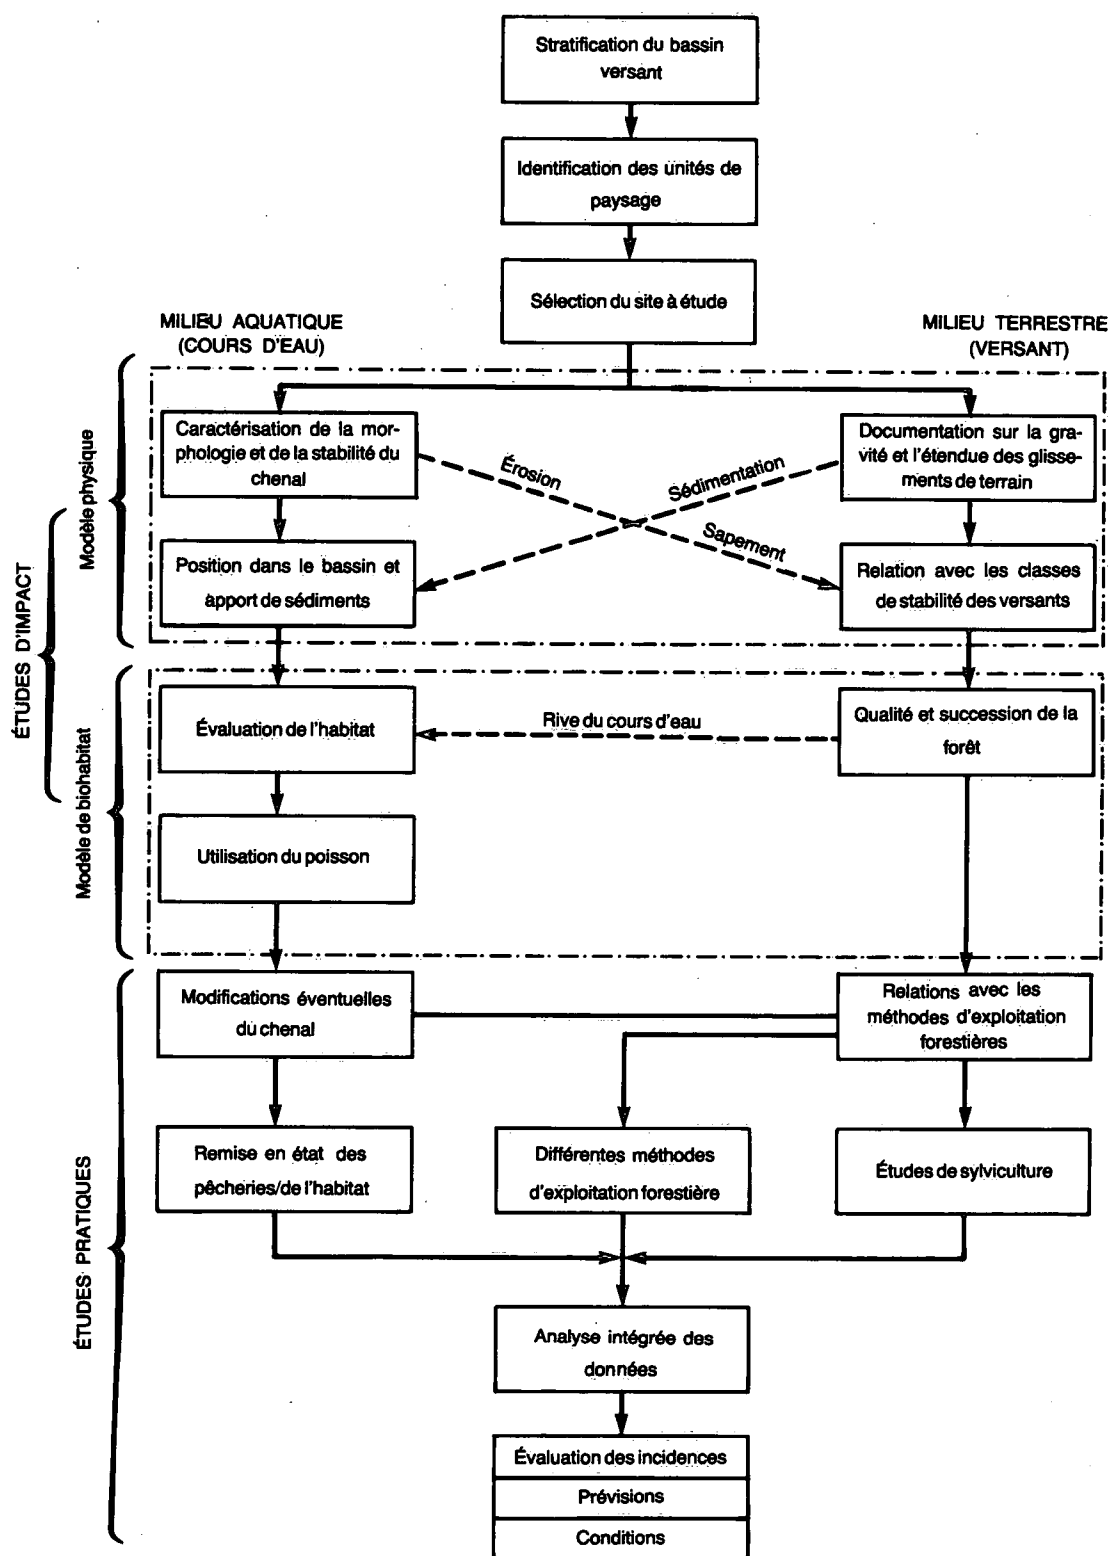 Stratification du bassin
versant
Identification des unités de
paysage
Sélection du site à étude
MILIEU AQUATIQUE
(COURS D'EAU)
MILIEU TERRESTRE
(VERSANT)
ÉTUDES D'IMPACT
Modèle physique
Caractérisation de la mor-
phologie et de la stabilité du
chenal
Documentation sur la gra-
vité et l'étendue des glisse-
ments de terrain
Érosion
Sédimentation
Sapement
Position dans le bassin et
apport de sédiments
Relation avec les classes
de stabilité des versants
Modèle de biohabitat
Évaluation de l'habitat
Rive du cours d'eau
Qualité et succession de la
forêt
Utilisation du poisson
ÉTUDES PRATIQUES
Modifications éventuelles
du chenal
Relations avec les
méthodes d'exploitation
forestières
Remise en état des
pêcheries/de l'habitat
Différentes méthodes
d'exploitation forestière
Études de sylviculture
Analyse intégrée des
données
Évaluation des incidences
Prévisions
Conditions